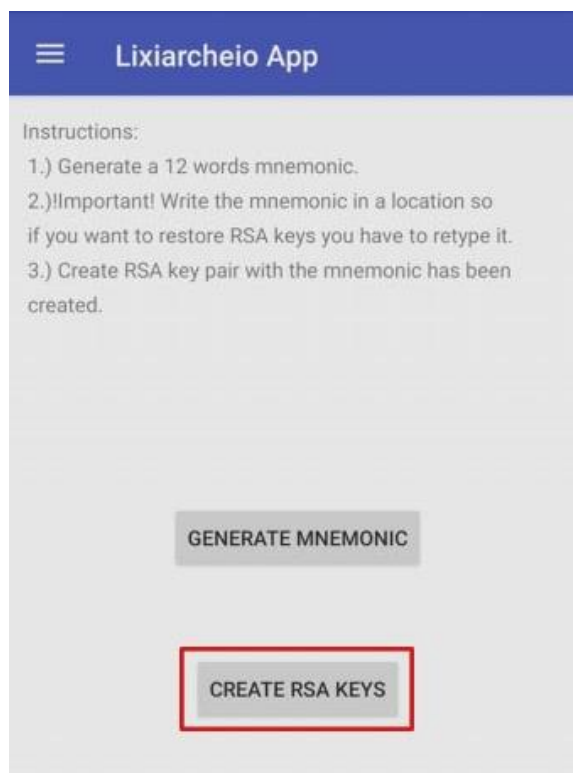 Lixiarcheio App
Instructions:
1.) Generate a 12 words mnemonic.
2.)!Important! Write the mnemonic in a location so
if you want to restore RSA keys you have to retype it.
3.) Create RSA key pair with the mnemonic has been
created.
GENERATE MNEMONIC
CREATE RSA KEYS